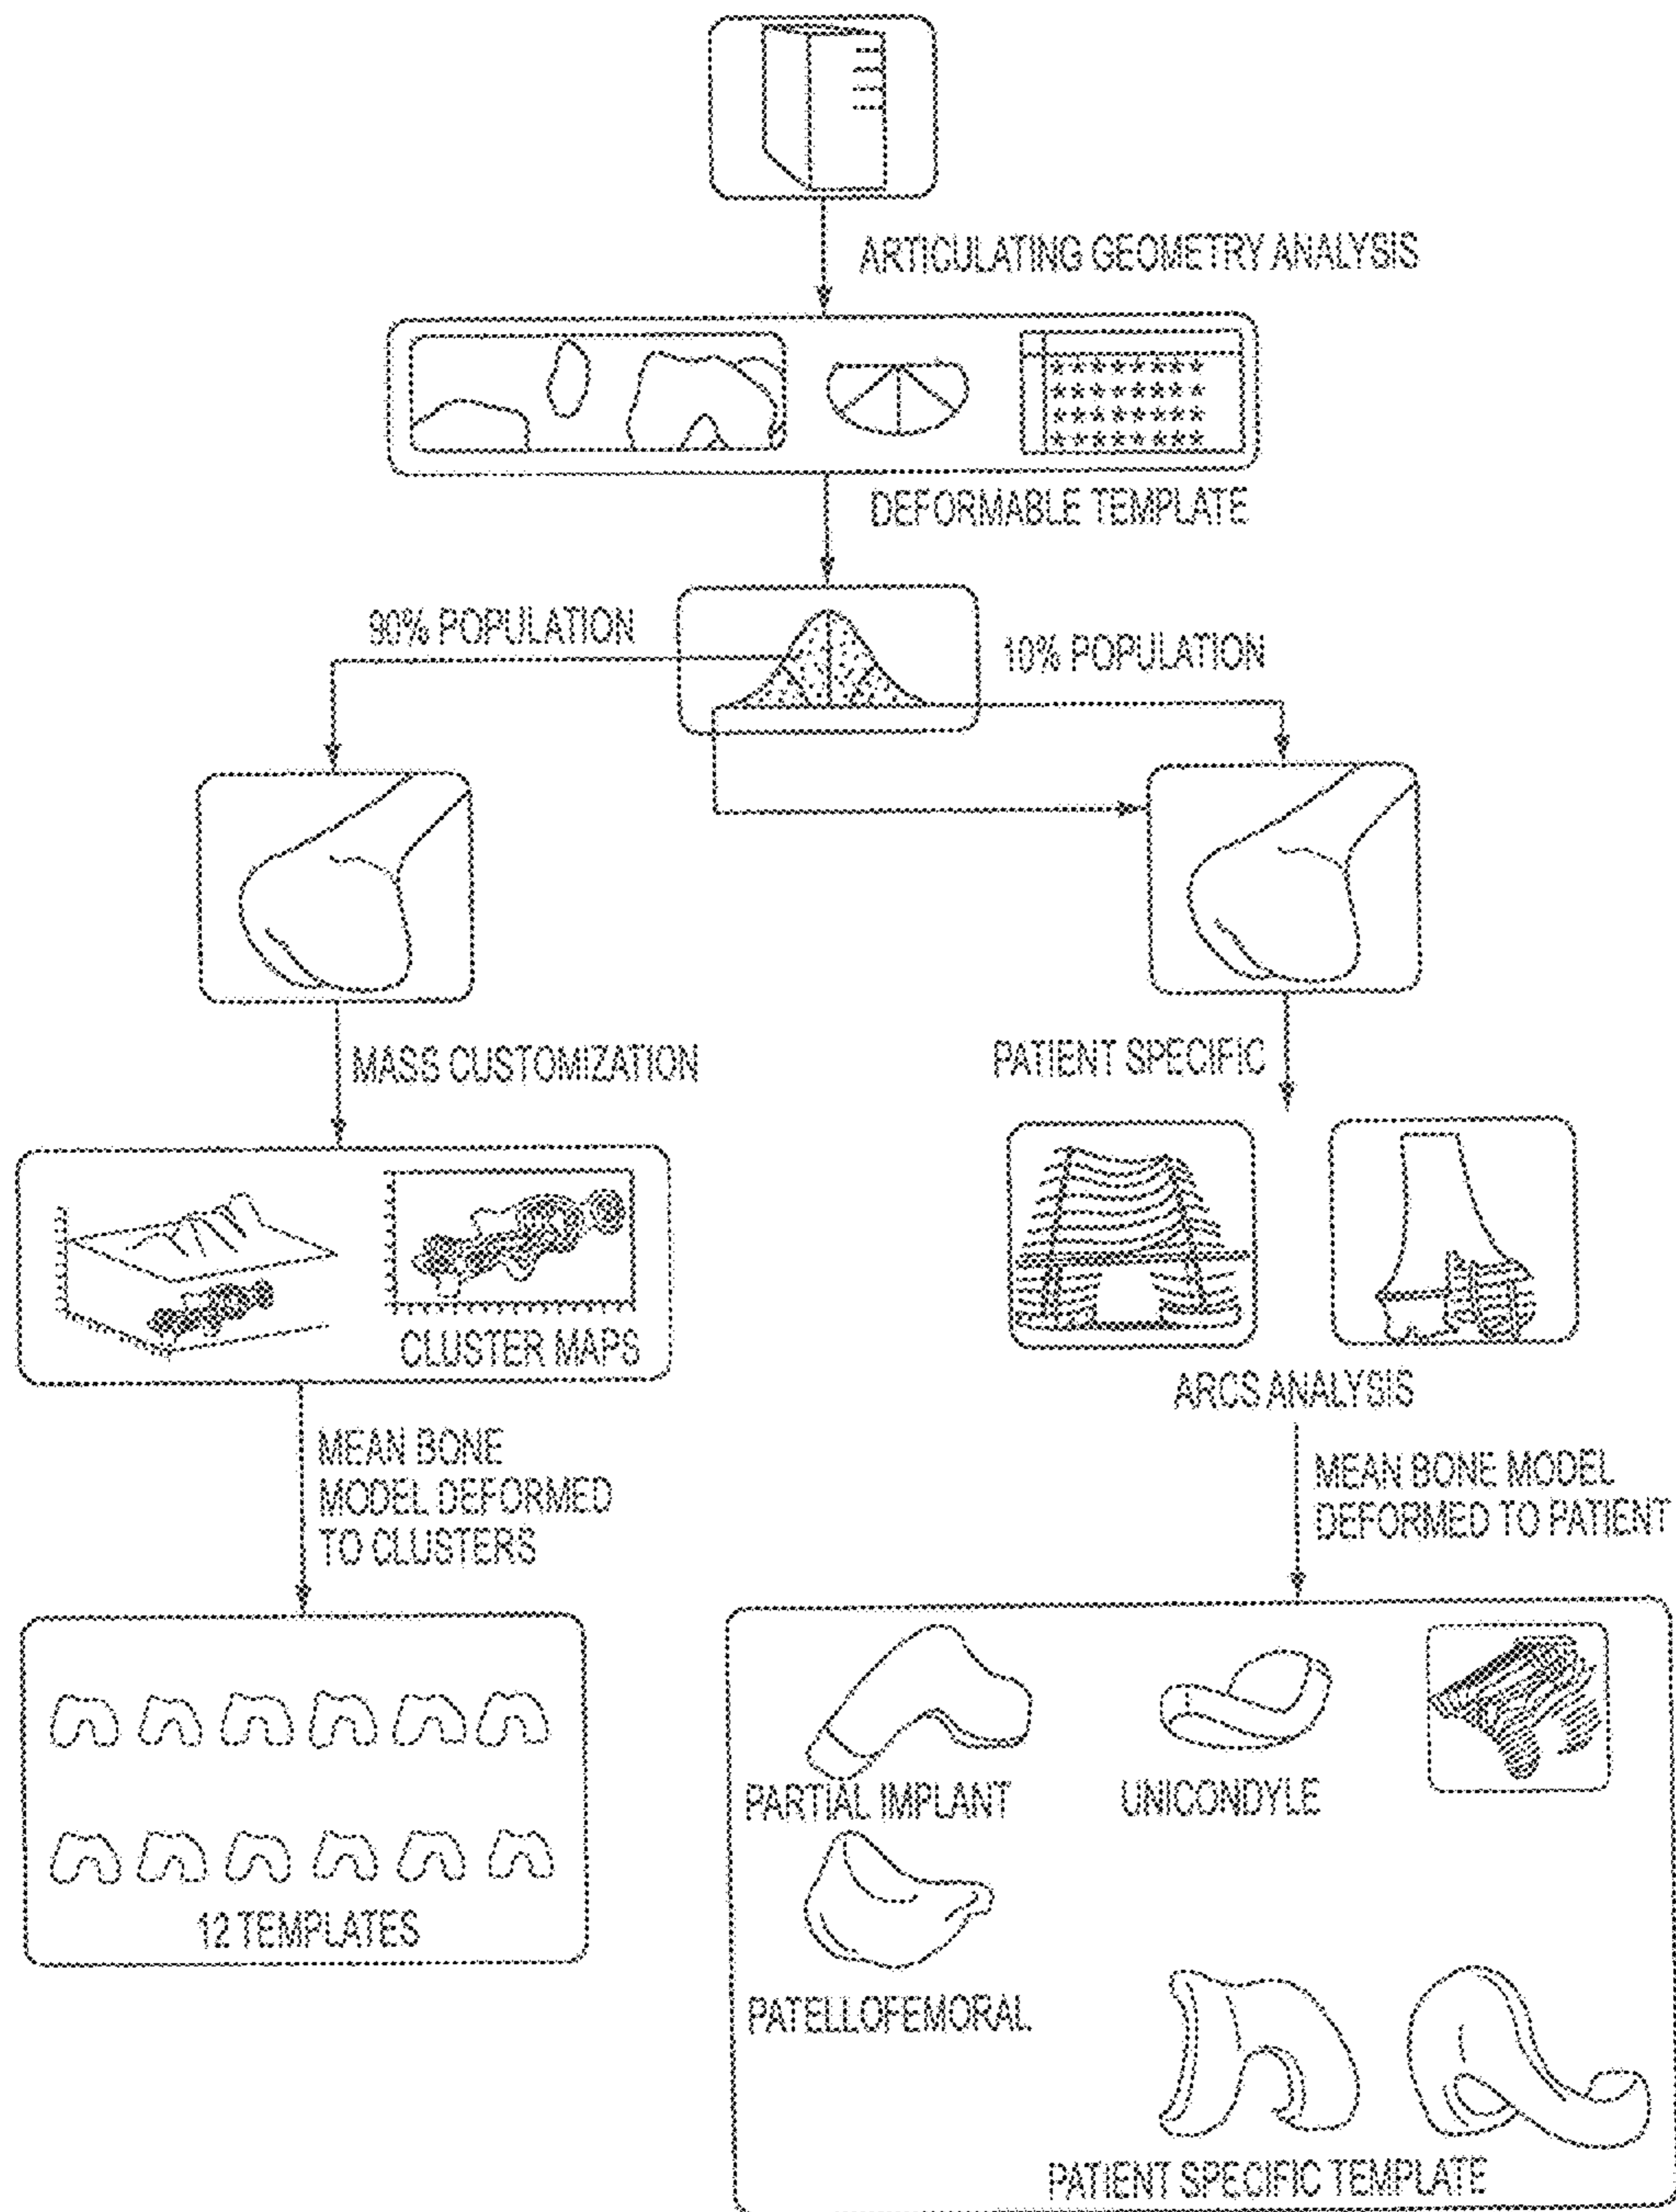 ARTICULATING GEOMETRY ANALYSIS
DEFORMABLE TEMPLATE
90% POPULATION
10% POPULATION
MASS CUSTOMIZATION
PATIENT SPECIFIC
CLUSTER MAPS
ARCS ANALYSIS
MEAN BONE
MODEL DEFORMED
TO CLUSTERS
MEAN BONE MODEL
DEFORMED TO PATIENT
PARTIAL IMPLANT
UNICONDYLE
12 TEMPLATES
PATELLOFEMORAL
PATIENT SPECIFIC TEMPLATE